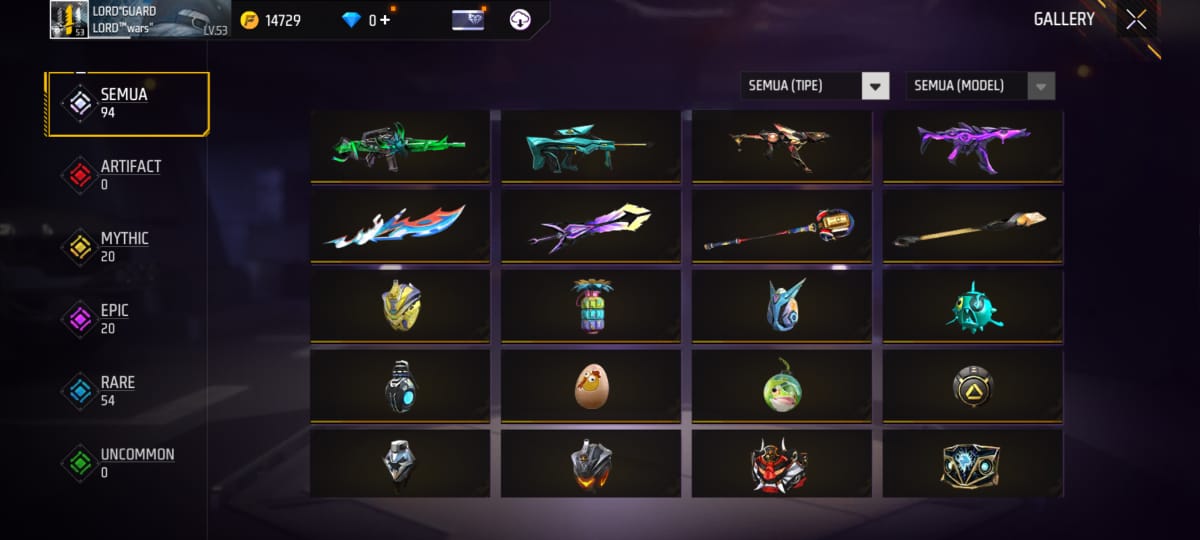 LORD"GUARD
LORD™wars"
53
LV.53
14729
0+
GALLERY
SEMUA
94
SEMUA (TIPE)
SEMUA (MODEL)
ARTIFACT
0
MYTHIC
20
EPIC
20
RARE
54
UNCOMMON
0